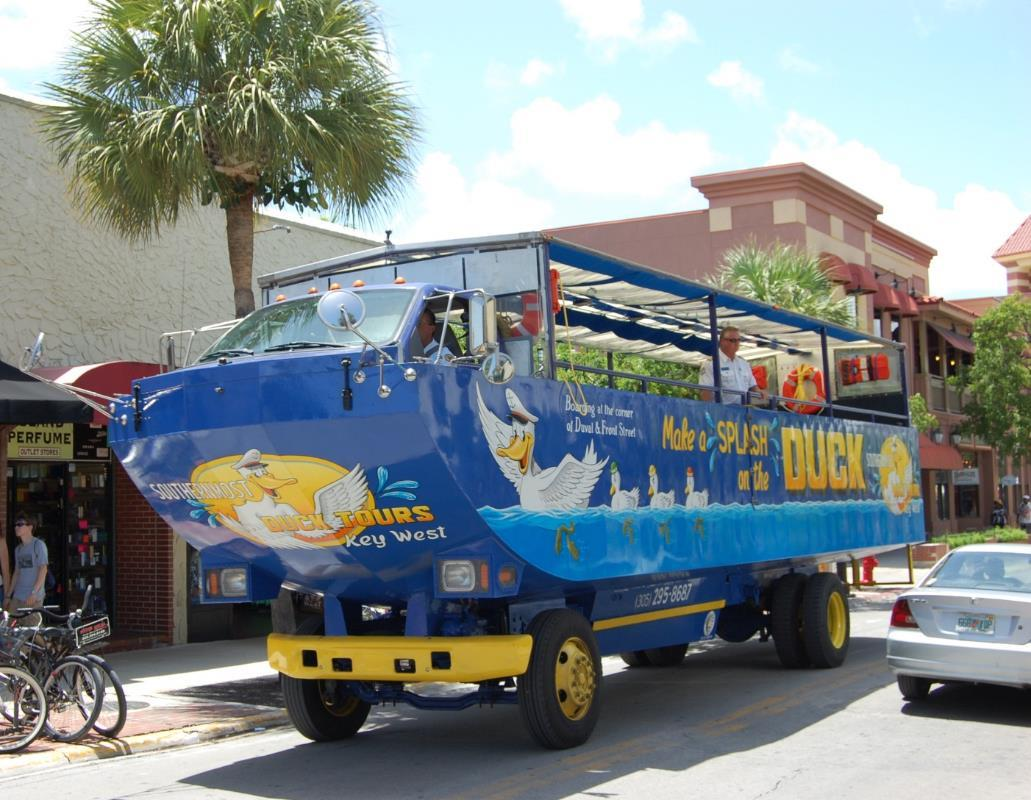 PERFUME
OUTLET STORES
SOUTHERNMOST
DUCK TOURS
Key West
Boarding at the corner
of Duval & Front Street
Make a SPLASH
on the
DUCK
(305) 295-8687